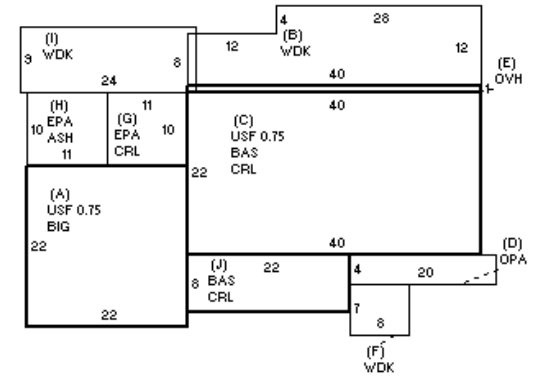 (I)
WDK
9
8
24
4
28
(B)
WDK
12
12
40
(E)
OVH
1
(H)
EPA
ASH
10
11
11
(G)
EPA
CRL
10
40
(C)
USF 0.75
BAS
CRL
22
40
(A)
USF 0.75
BIG
22
22
(J)
BAS
CRL
22
8
4
20
(D)
OPA
7
8
(F)
WDK